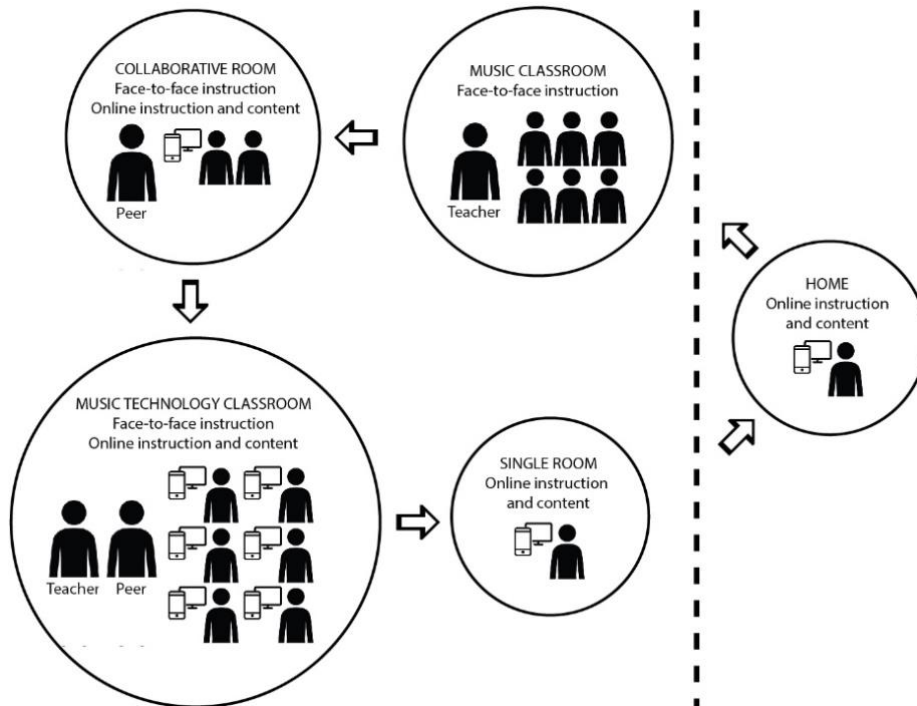 COLLABORATIVE ROOM
Face-to-face instruction
Online instruction and content
Peer
MUSIC CLASSROOM
Face-to-face instruction
Teacher
HOME
Online instruction
and content
MUSIC TECHNOLOGY CLASSROOM
Face-to-face instruction
Online instruction and content
Teacher
Peer
SINGLE ROOM
Online instruction
and content